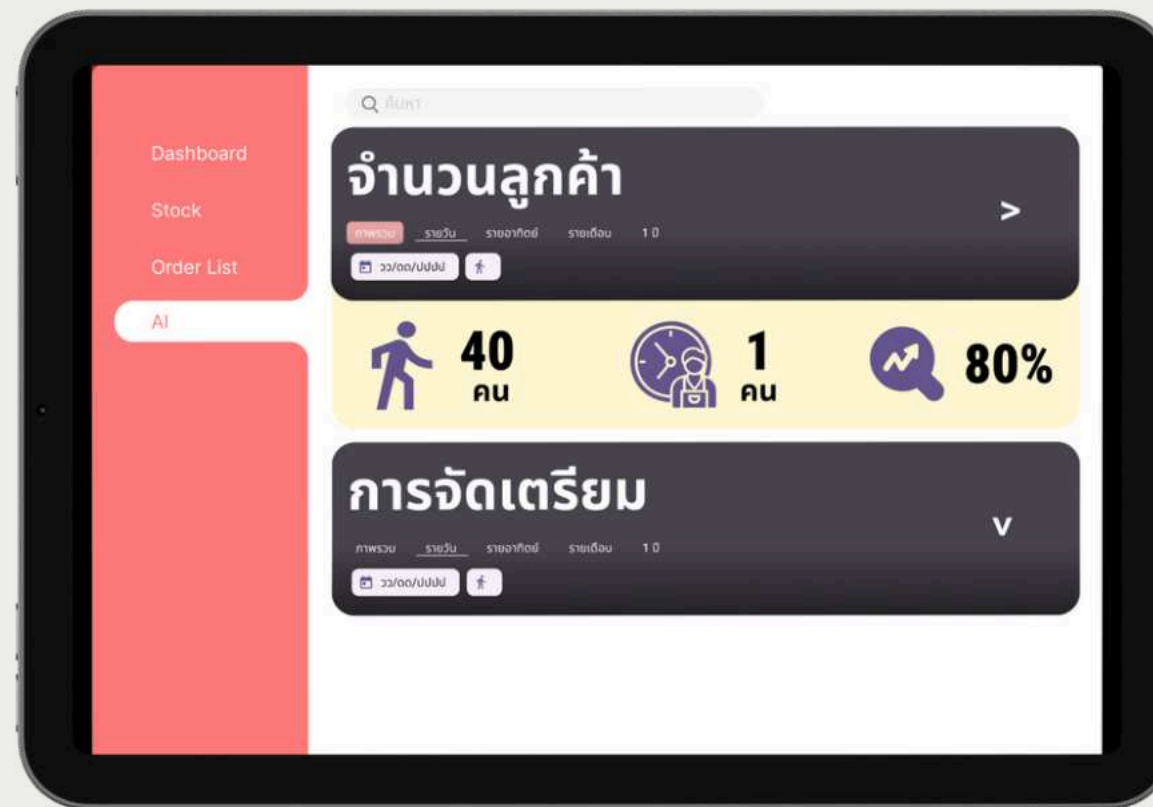 ค้นหา
Dashboard
Stock
Order List
AI
จำนวนลูกค้า
ภาพรวม รายวัน รายอาทิตย์ รายเดือน 1 ปี
วว/ดด/ปปปป
>
40
คน
1
คน
80%
การจัดเตรียม
ภาพรวม รายวัน รายอาทิตย์ รายเดือน 1 ปี
วว/ดด/ปปปป
v